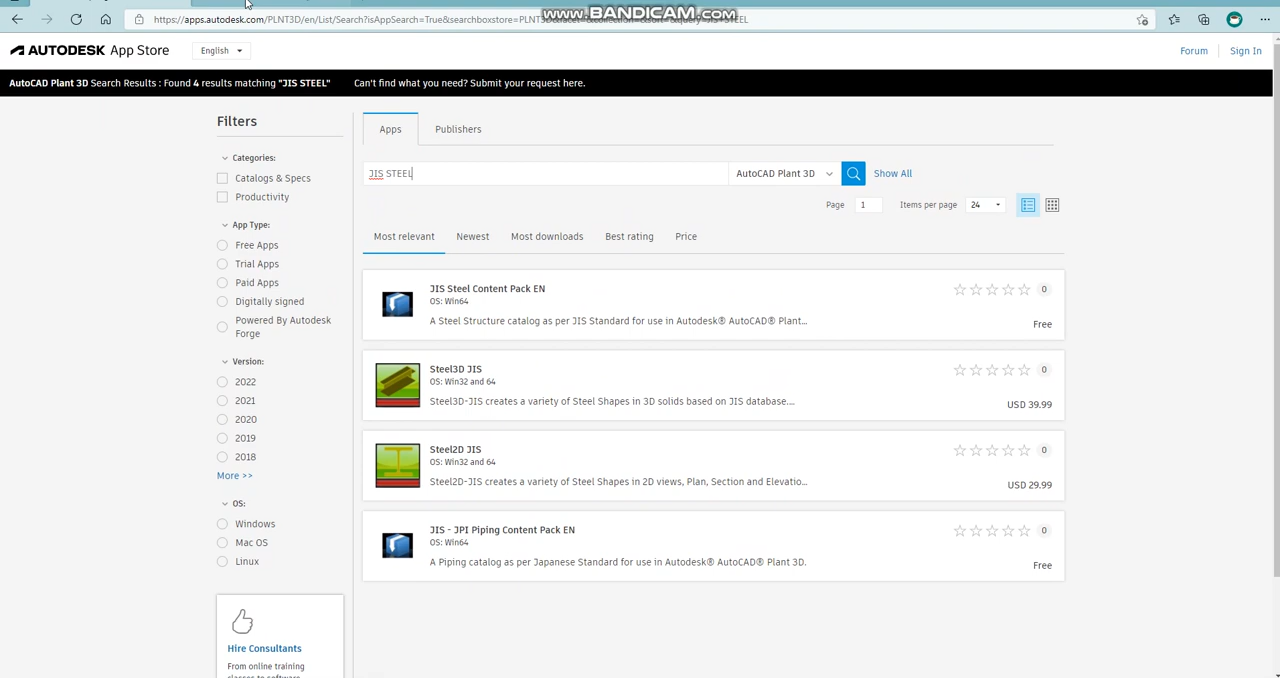 www.BANDICAM.com
https://apps.autodesk.com/PLNT3D/en/List/Search?isAppSearch=True&searchboxstore=PLNT3D
STEEL
AUTODESK App Store
English
Forum
Sign In
AutoCAD Plant 3D Search Results : Found 4 results matching "JIS STEEL"
Can't find what you need? Submit your request here.
Filters
Categories:
Catalogs & Specs
Productivity
App Type:
Free Apps
Trial Apps
Paid Apps
Digitally signed
Powered By Autodesk
Forge
Version:
2022
2021
2020
2019
2018
More >>
OS:
Windows
Mac OS
Linux
Hire Consultants
From online training
Apps
Publishers
JIS STEEL
AutoCAD Plant 3D
Show All
Page 1
Items per page 24
Most relevant
Newest
Most downloads
Best rating
Price
JIS Steel Content Pack EN
OS: Win64
A Steel Structure catalog as per JIS Standard for use in Autodesk® AutoCAD® Plant...
0
Free
Steel3D JIS
OS: Win32 and 64
Steel3D-JIS creates a variety of Steel Shapes in 3D solids based on JIS database....
0
USD 39.99
Steel2D JIS
OS: Win32 and 64
Steel2D-JIS creates a variety of Steel Shapes in 2D views, Plan, Section and Elevatio...
0
USD 29.99
JIS - JPI Piping Content Pack EN
OS: Win64
A Piping catalog as per Japanese Standard for use in Autodesk® AutoCAD® Plant 3D.
0
Free